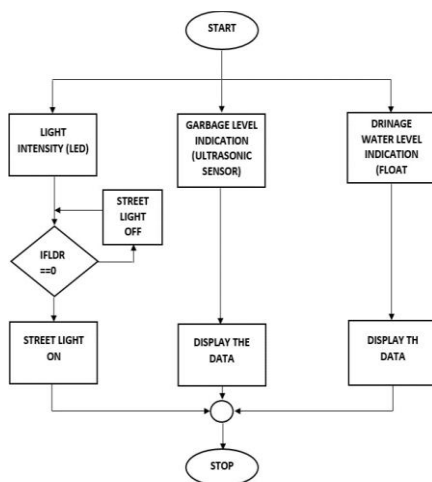 START
LIGHT
INTENSITY (LED)
GARBAGE LEVEL
INDICATION
(ULTRASONIC
SENSOR)
DRINAGE
WATER LEVEL
INDICATION
(FLOAT
STREET
LIGHT
OFF
IFLDR
==0
STREET LIGHT
ON
DISPLAY THE
DATA
DISPLAY TH
DATA
STOP